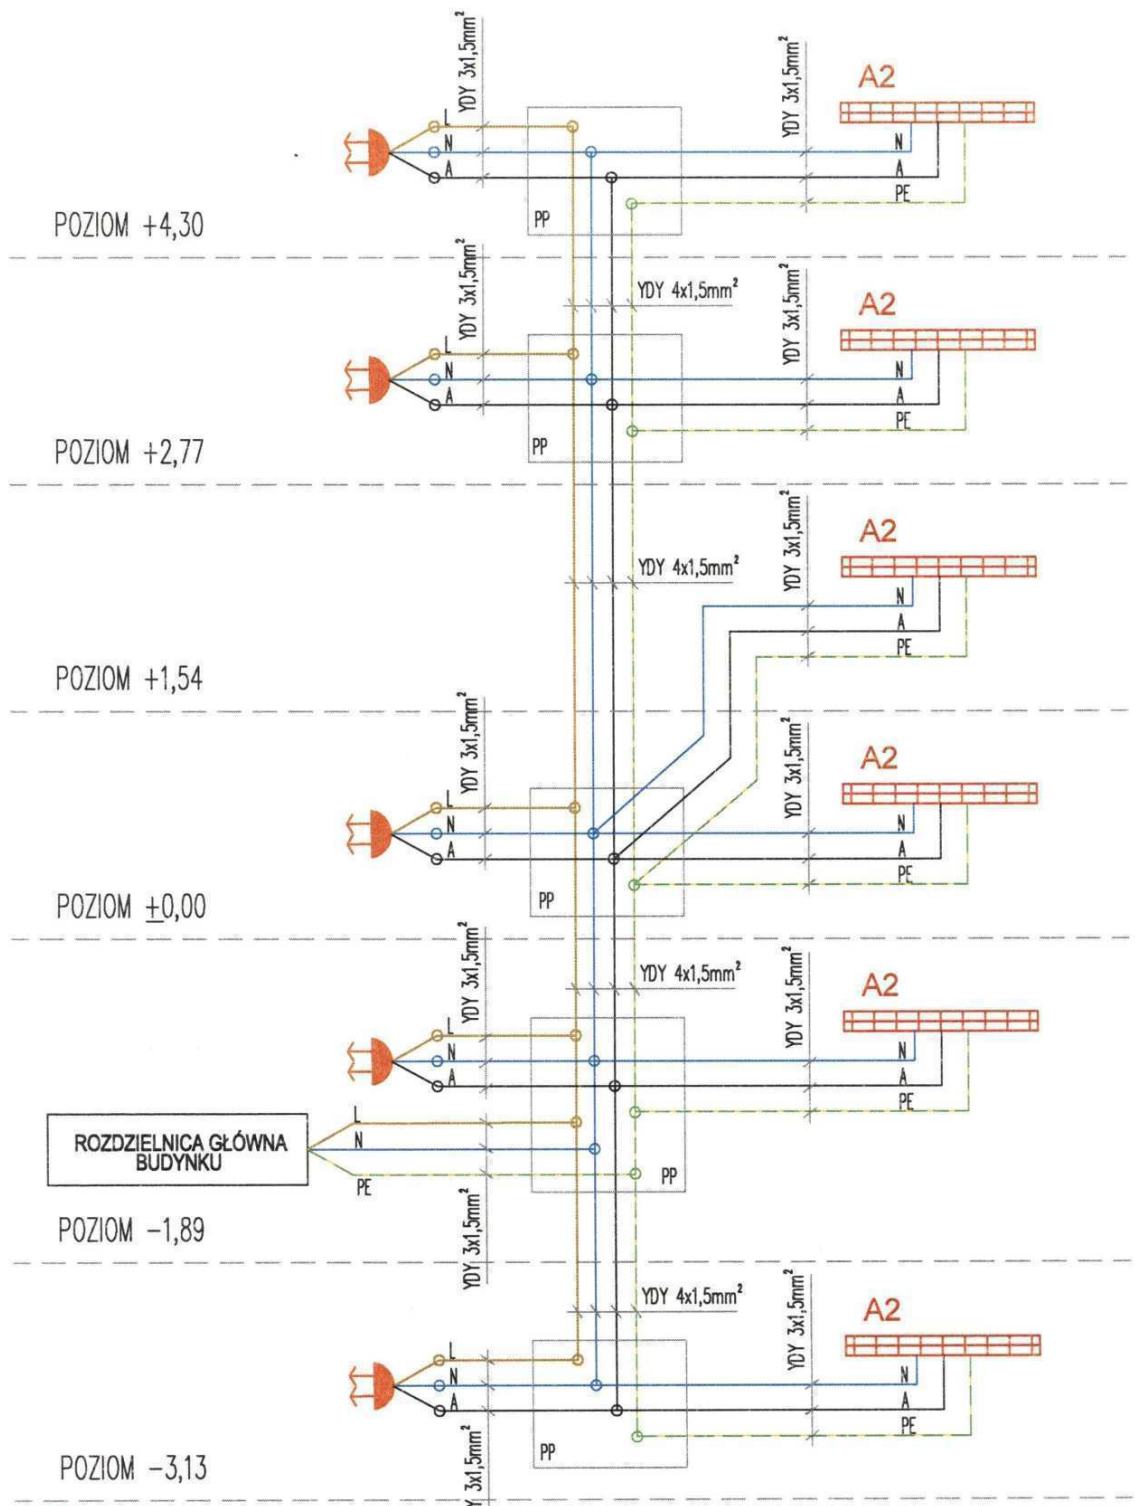 YDY 3x1,5mm²
YDY 3x1,5mm²
A2
L
N
A
N
A
PE
PP
POZIOM +4,30
YDY 3x1,5mm²
YDY 4x1,5mm²
YDY 3x1,5mm²
A2
L
N
A
N
A
PE
PP
POZIOM +2,77
YDY 4x1,5mm²
YDY 3x1,5mm²
A2
N
A
PE
POZIOM +1,54
YDY 3x1,5mm²
YDY 3x1,5mm²
A2
L
N
A
N
A
PE
PP
POZIOM ±0,00
YDY 3x1,5mm²
YDY 4x1,5mm²
YDY 3x1,5mm²
A2
L
N
A
N
A
PE
ROZDZIELNICA GŁÓWNA
BUDYNKU
L
N
PE
PP
POZIOM -1,89
YDY 3x1,5mm²
YDY 4x1,5mm²
YDY 3x1,5mm²
A2
L
N
A
N
A
PE
PP
POZIOM -3,13
Y 3x1,5mm²